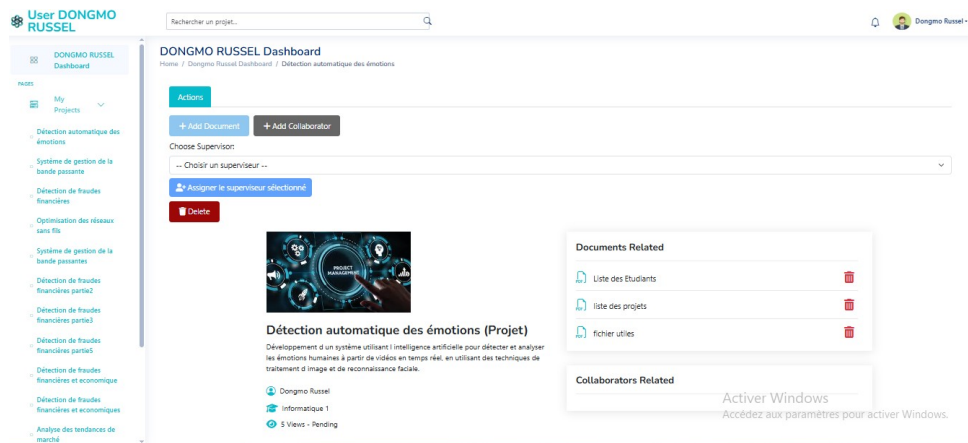 User DONGMO
RUSSEL
Rechercher un projet...
Dongmo Russel
DONGMO RUSSEL
Dashboard
PAGES
My
Projects
Détection automatique des
émotions
Système de gestion de la
bande passante
Détection de fraudes
financières
Optimisation des réseaux
sans fils
Système de gestion de la
bande passantes
Détection de fraudes
financières partie2
Détection de fraudes
financières partie3
Détection de fraudes
financières partie5
Détection de fraudes
financières et economique
Détection de fraudes
financières et economiques
Analyse des tendances de
marché
DONGMO RUSSEL Dashboard
Home / Dongmo Russel Dashboard / Détection automatique des émotions
Actions
+ Add Document
+ Add Collaborator
Choose Supervisor:
-- Choisir un superviseur --
Assigner le superviseur sélectionné
Delete
PROJECT
MANAGEMENT
Détection automatique des émotions (Projet)
Développement d un système utilisant l intelligence artificielle pour détecter et analyser
les émotions humaines à partir de vidéos en temps réel, en utilisant des techniques de
traitement d image et de reconnaissance faciale.
Dongmo Russel
Informatique 1
5 Views - Pending
Documents Related
Liste des Etudiants
liste des projets
fichier utiles
Collaborators Related
Activer Windows
Accédez aux paramètres pour activer Windows.